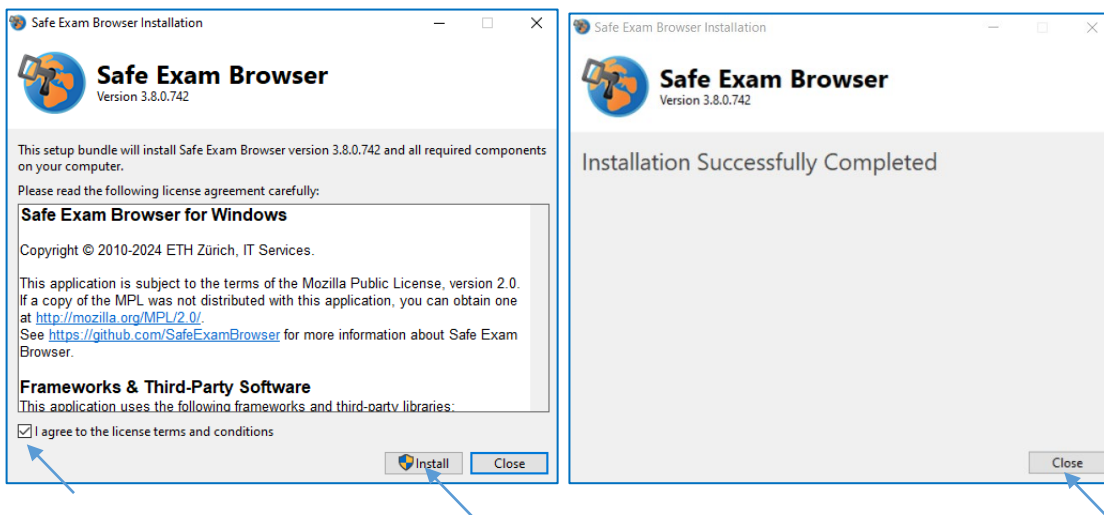 Safe Exam Browser Installation
Safe Exam Browser
Version 3.8.0.742
This setup bundle will install Safe Exam Browser version 3.8.0.742 and all required components
on your computer.
Please read the following license agreement carefully:
Safe Exam Browser for Windows
Copyright © 2010-2024 ETH Zürich, IT Services.
This application is subject to the terms of the Mozilla Public License, version 2.0.
If a copy of the MPL was not distributed with this application, you can obtain one
at http://mozilla.org/MPL/2.0/.
See https://github.com/SafeExamBrowser for more information about Safe Exam
Browser.
Frameworks & Third-Party Software
This application uses the following frameworks and third-party libraries:
I agree to the license terms and conditions
Install
Close
Safe Exam Browser Installation
Safe Exam Browser
Version 3.8.0.742
Installation Successfully Completed
Close